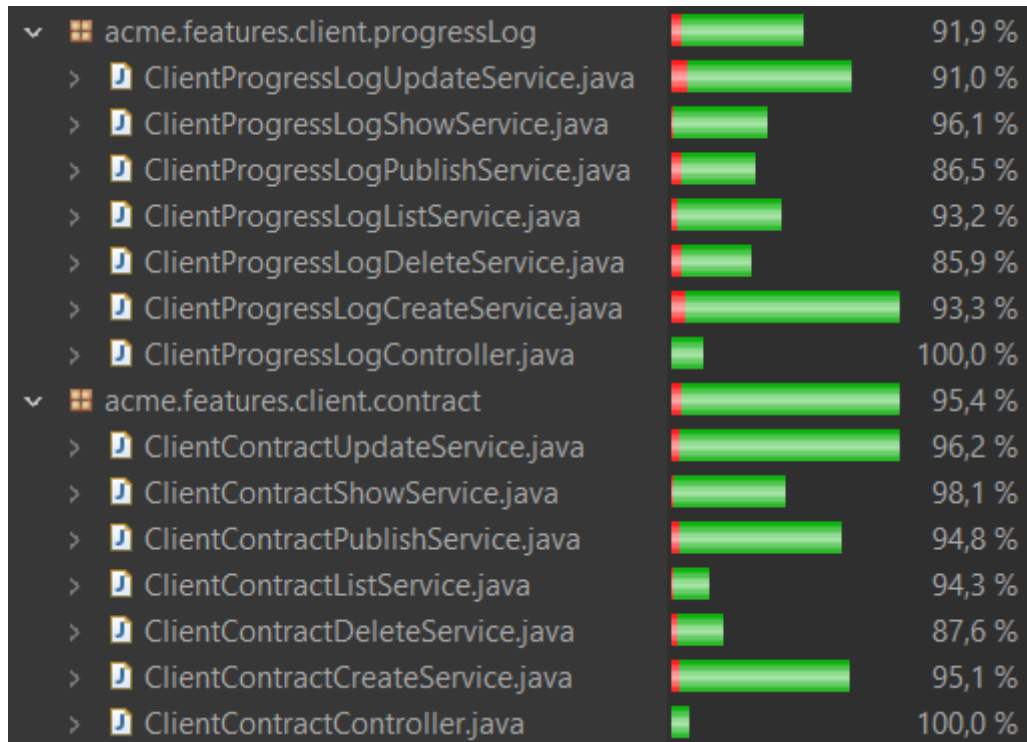 acme.features.client.progressLog 91,9 %
ClientProgressLogUpdateService.java 91,0 %
ClientProgressLogShowService.java 96,1 %
ClientProgressLogPublishService.java 86,5 %
ClientProgressLogListService.java 93,2 %
ClientProgressLogDeleteService.java 85,9 %
ClientProgressLogCreateService.java 93,3 %
ClientProgressLogController.java 100,0 %
acme.features.client.contract 95,4 %
ClientContractUpdateService.java 96,2 %
ClientContractShowService.java 98,1 %
ClientContractPublishService.java 94,8 %
ClientContractListService.java 94,3 %
ClientContractDeleteService.java 87,6 %
ClientContractCreateService.java 95,1 %
ClientContractController.java 100,0 %